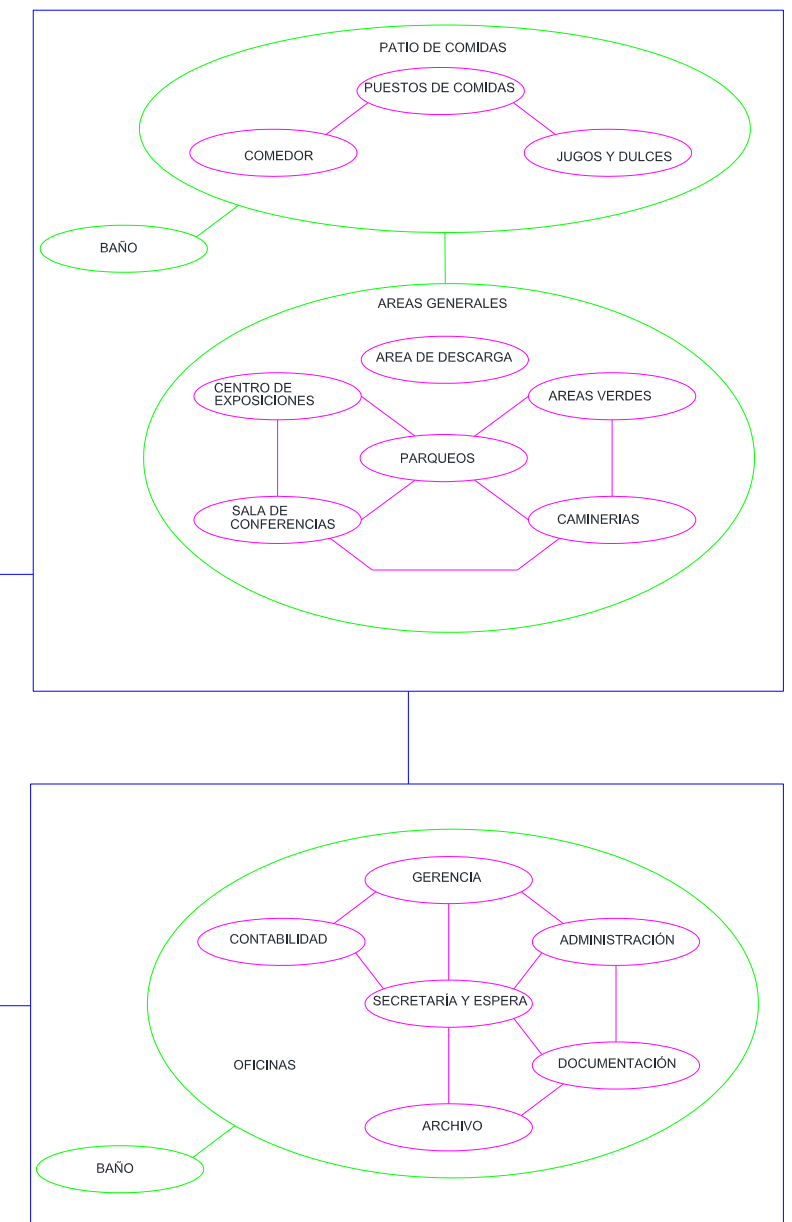 PATIO DE COMIDAS
PUESTOS DE COMIDAS
COMEDOR
JUGOS Y DULCES
BAÑO
AREAS GENERALES
AREA DE DESCARGA
CENTRO DE
EXPOSICIONES
AREAS VERDES
PARQUEOS
SALA DE
CONFERENCIAS
CAMINERIAS
GERENCIA
CONTABILIDAD
ADMINISTRACIÓN
SECRETARÍA Y ESPERA
OFICINAS
DOCUMENTACIÓN
ARCHIVO
BAÑO